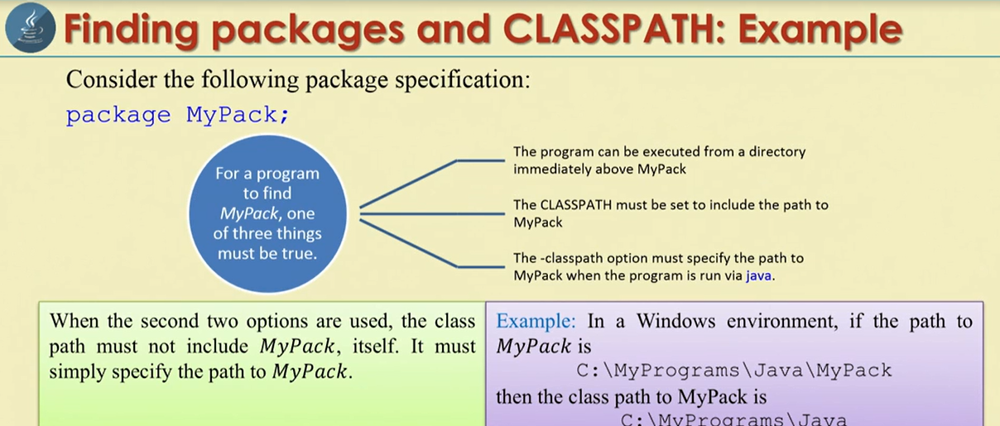 Finding packages and CLASSPATH: Example
Consider the following package specification:
package MyPack;
For a program
to find
MyPack, one
of three things
must be true.
The program can be executed from a directory
immediately above MyPack
The CLASSPATH must be set to include the path to
MyPack
The -classpath option must specify the path to
MyPack when the program is run via java.
When the second two options are used, the class
path must not include MyPack, itself. It must
simply specify the path to MyPack.
Example: In a Windows environment, if the path to
MyPack is
C:\MyPrograms\Java\MyPack
then the class path to MyPack is
C:\MyPrograms\Java